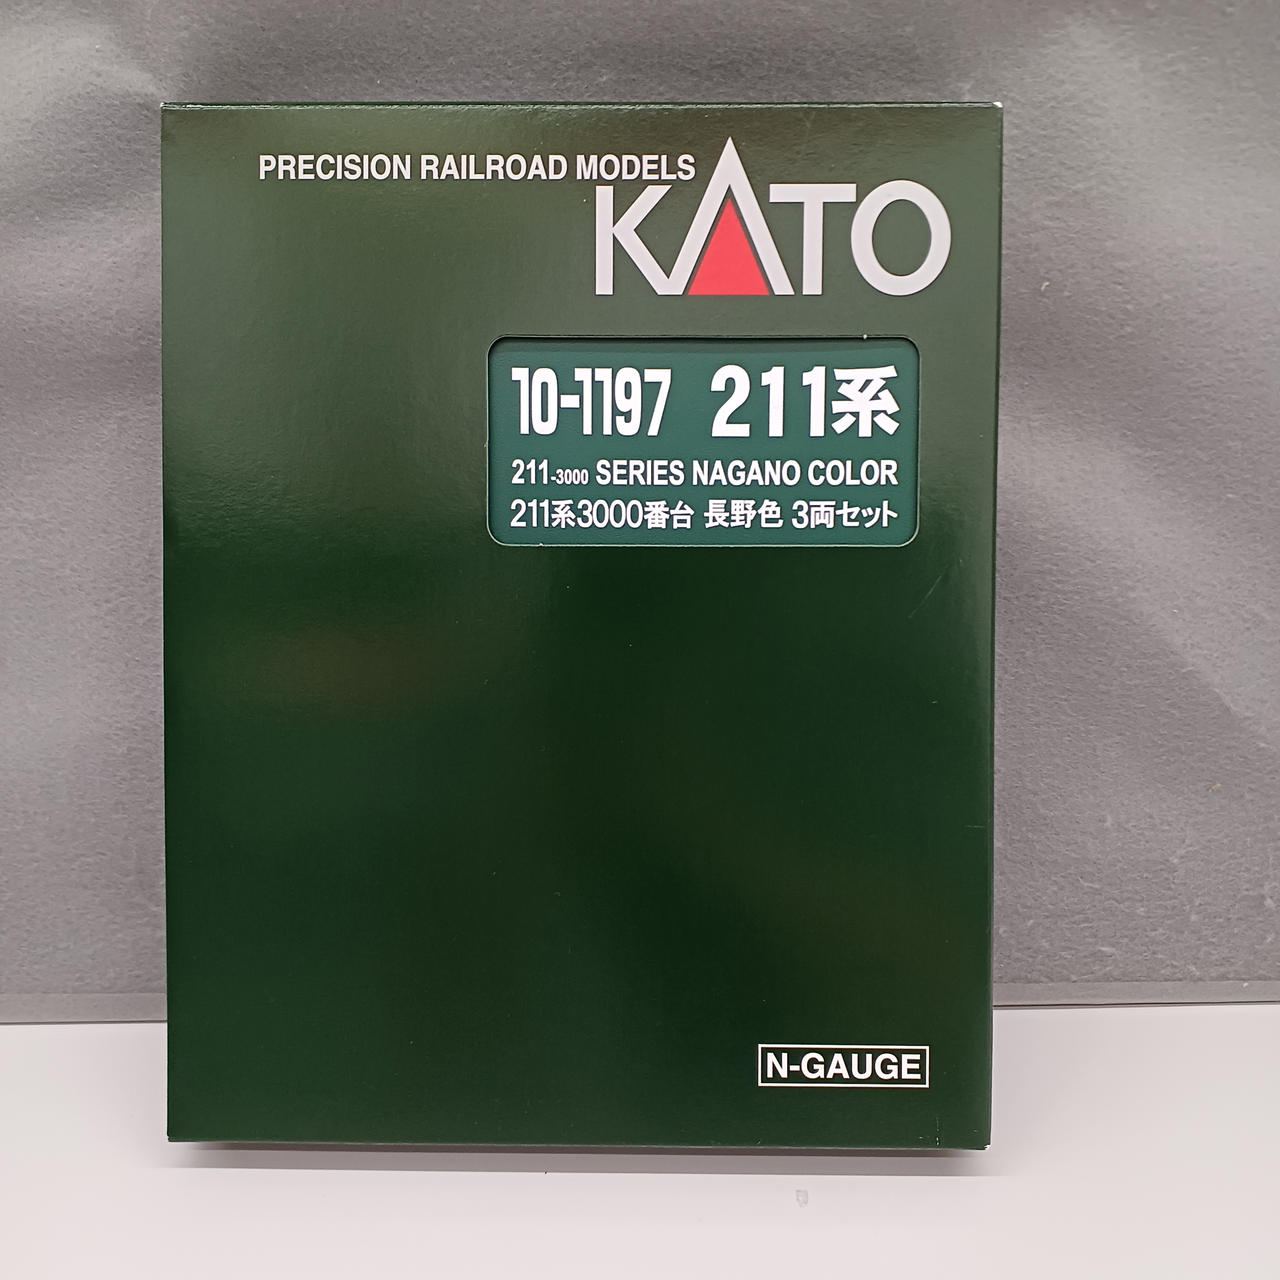 PRECISION RAILROAD MODELS
KATO
10-1197 211系
211-3000 SERIES NAGANO COLOR
211系3000番台 長野色 3両セット
N-GAUGE